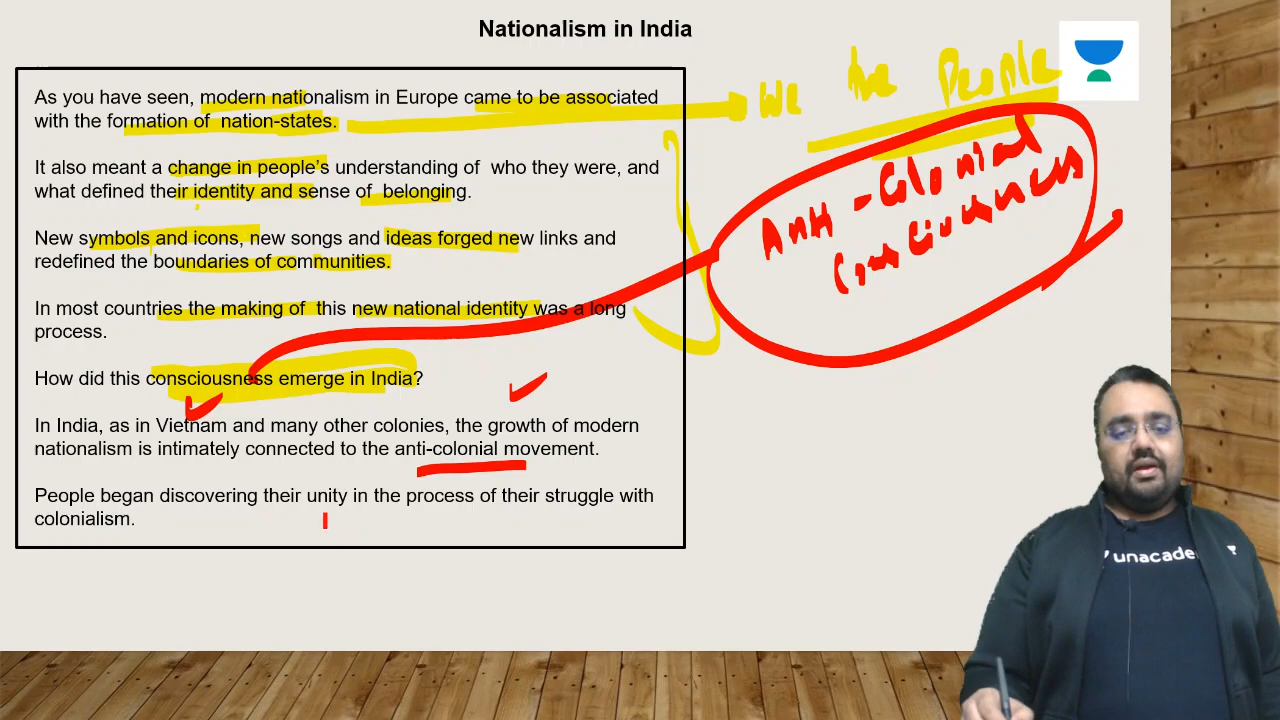 Nationalism in India
As you have seen, modern nationalism in Europe came to be associated
with the formation of nation-states.
It also meant a change in people's understanding of who they were, and
what defined their identity and sense of belonging.
New symbols and icons, new songs and ideas forged new links and
redefined the boundaries of communities.
In most countries the making of this new national identity was a long
process.
How did this consciousness emerge in India?
In India, as in Vietnam and many other colonies, the growth of modern
nationalism is intimately connected to the anti-colonial movement.
People began discovering their unity in the process of their struggle with
colonialism.
We the People
Anti-Colonial
Consciousness
unacade